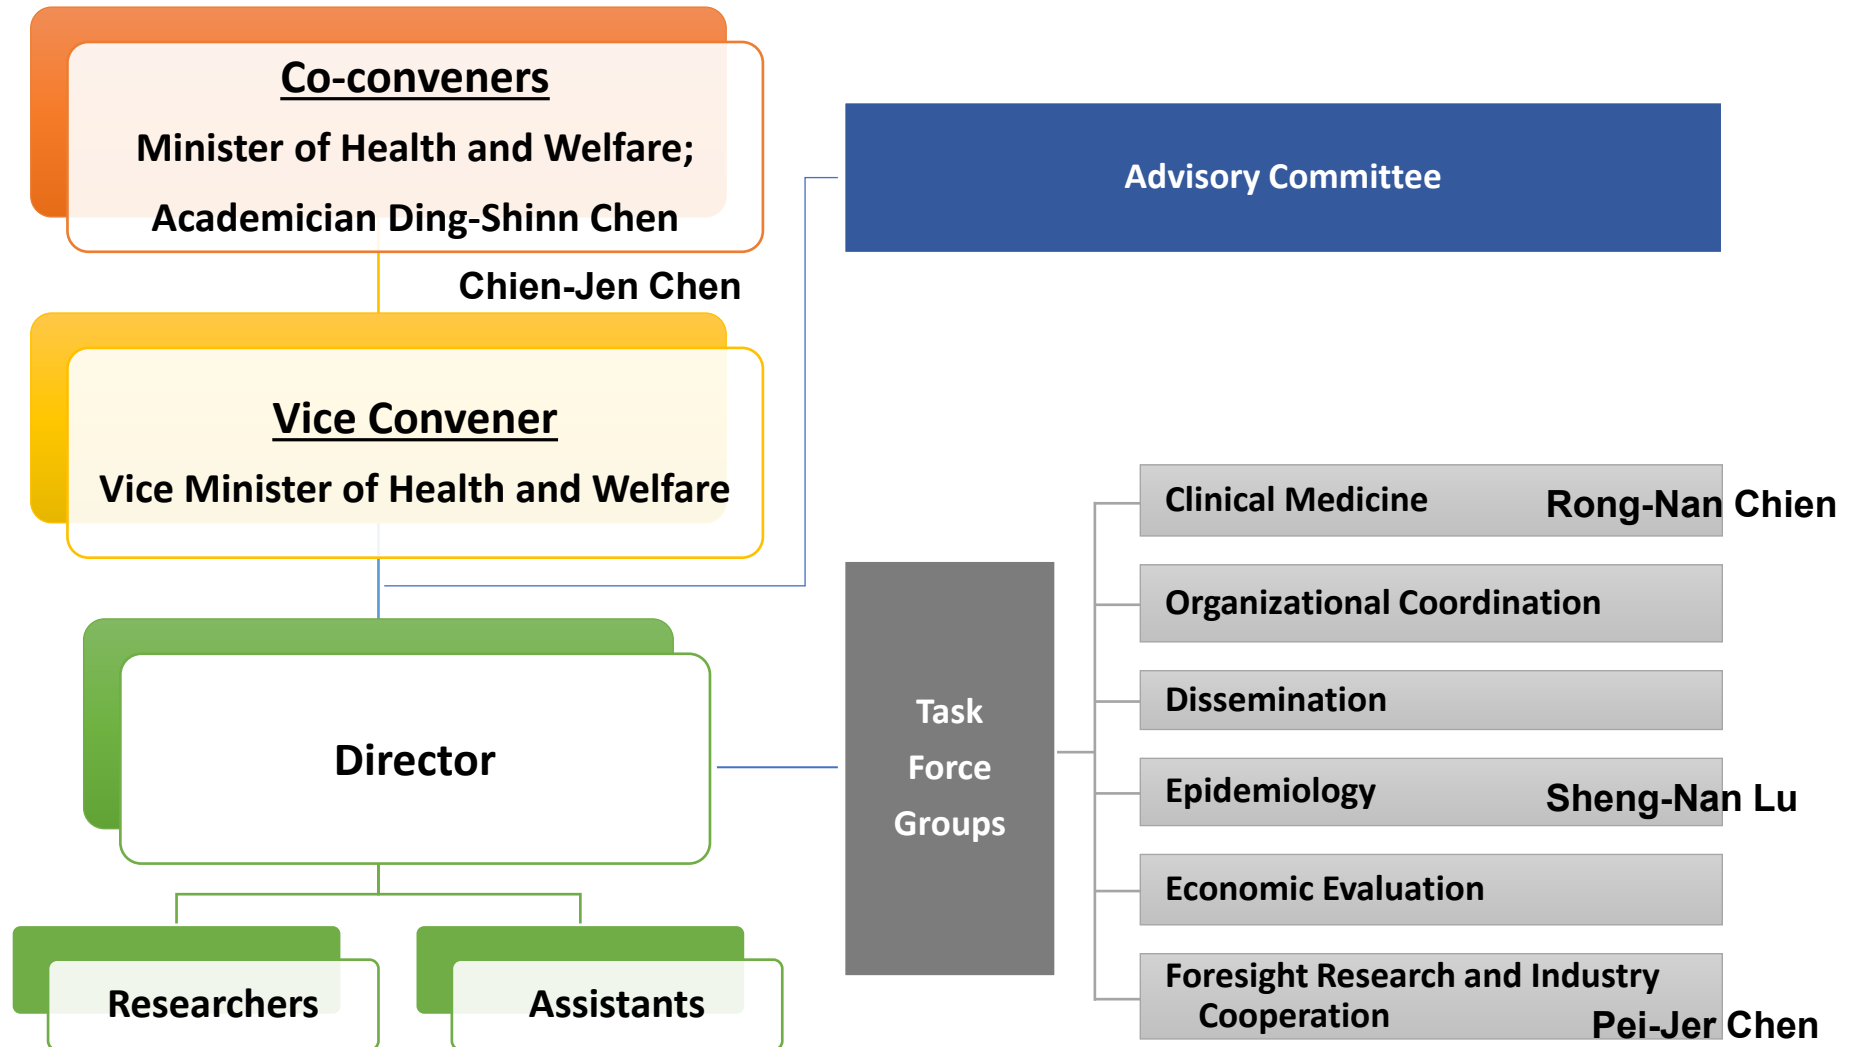 Co-conveners
Minister of Health and Welfare;
Academician Ding-Shinn Chen
Chien-Jen Chen
Vice Convener
Vice Minister of Health and Welfare
Director
Researchers
Assistants
Advisory Committee
Task
Force
Groups
Clinical Medicine Rong-Nan Chien
Organizational Coordination
Dissemination
Epidemiology Sheng-Nan Lu
Economic Evaluation
Foresight Research and Industry
Cooperation Pei-Jer Chen